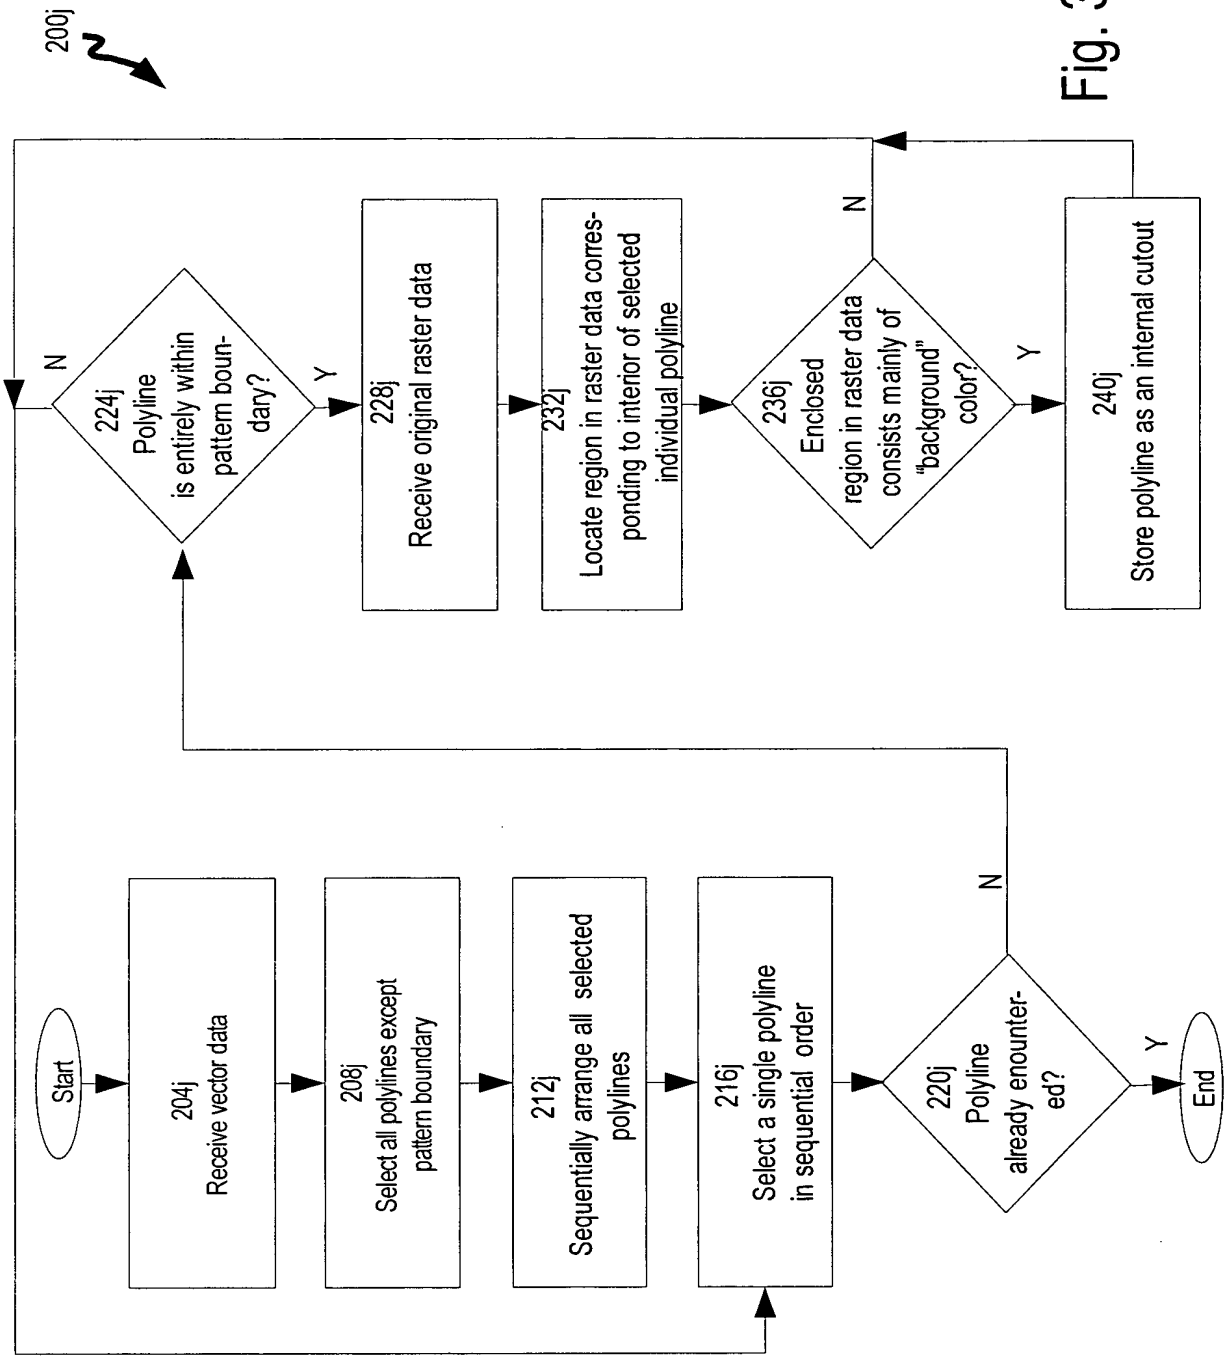 200j
Start
204j
Receive vector data
208j
Select all polylines except
pattern boundary
212j
Sequentially arrange all selected
polylines
216j
Select a single polyline
in sequential order
220j
Polyline
already encounter-
ed?
Y
N
End
224j
Polyline
is entirely within
pattern boun-
dary?
N
Y
228j
Receive original raster data
232j
Locate region in raster data corres-
ponding to interior of selected
individual polyline
236j
Enclosed
region in raster data
consists mainly of
“background”
color?
N
Y
240j
Store polyline as an internal cutout
Fig. 3